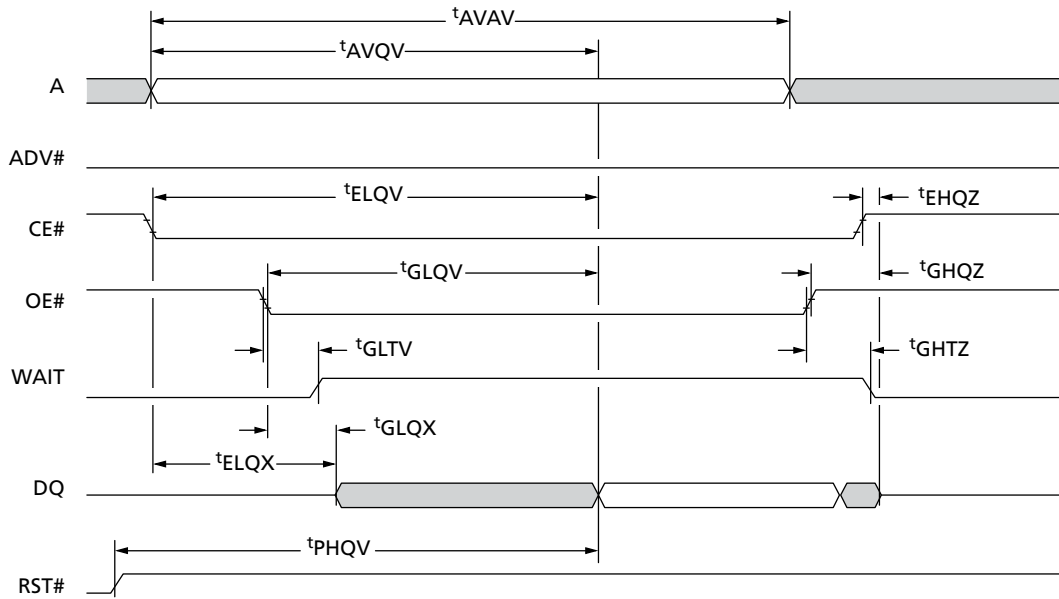 tAVAV
tAVQV
A
ADV#
tELQV
tEHQZ
CE#
tGLQV
tGHQZ
OE#
tGLTV
tGHTZ
WAIT
tGLQX
tELQX
DQ
tPHQV
RST#